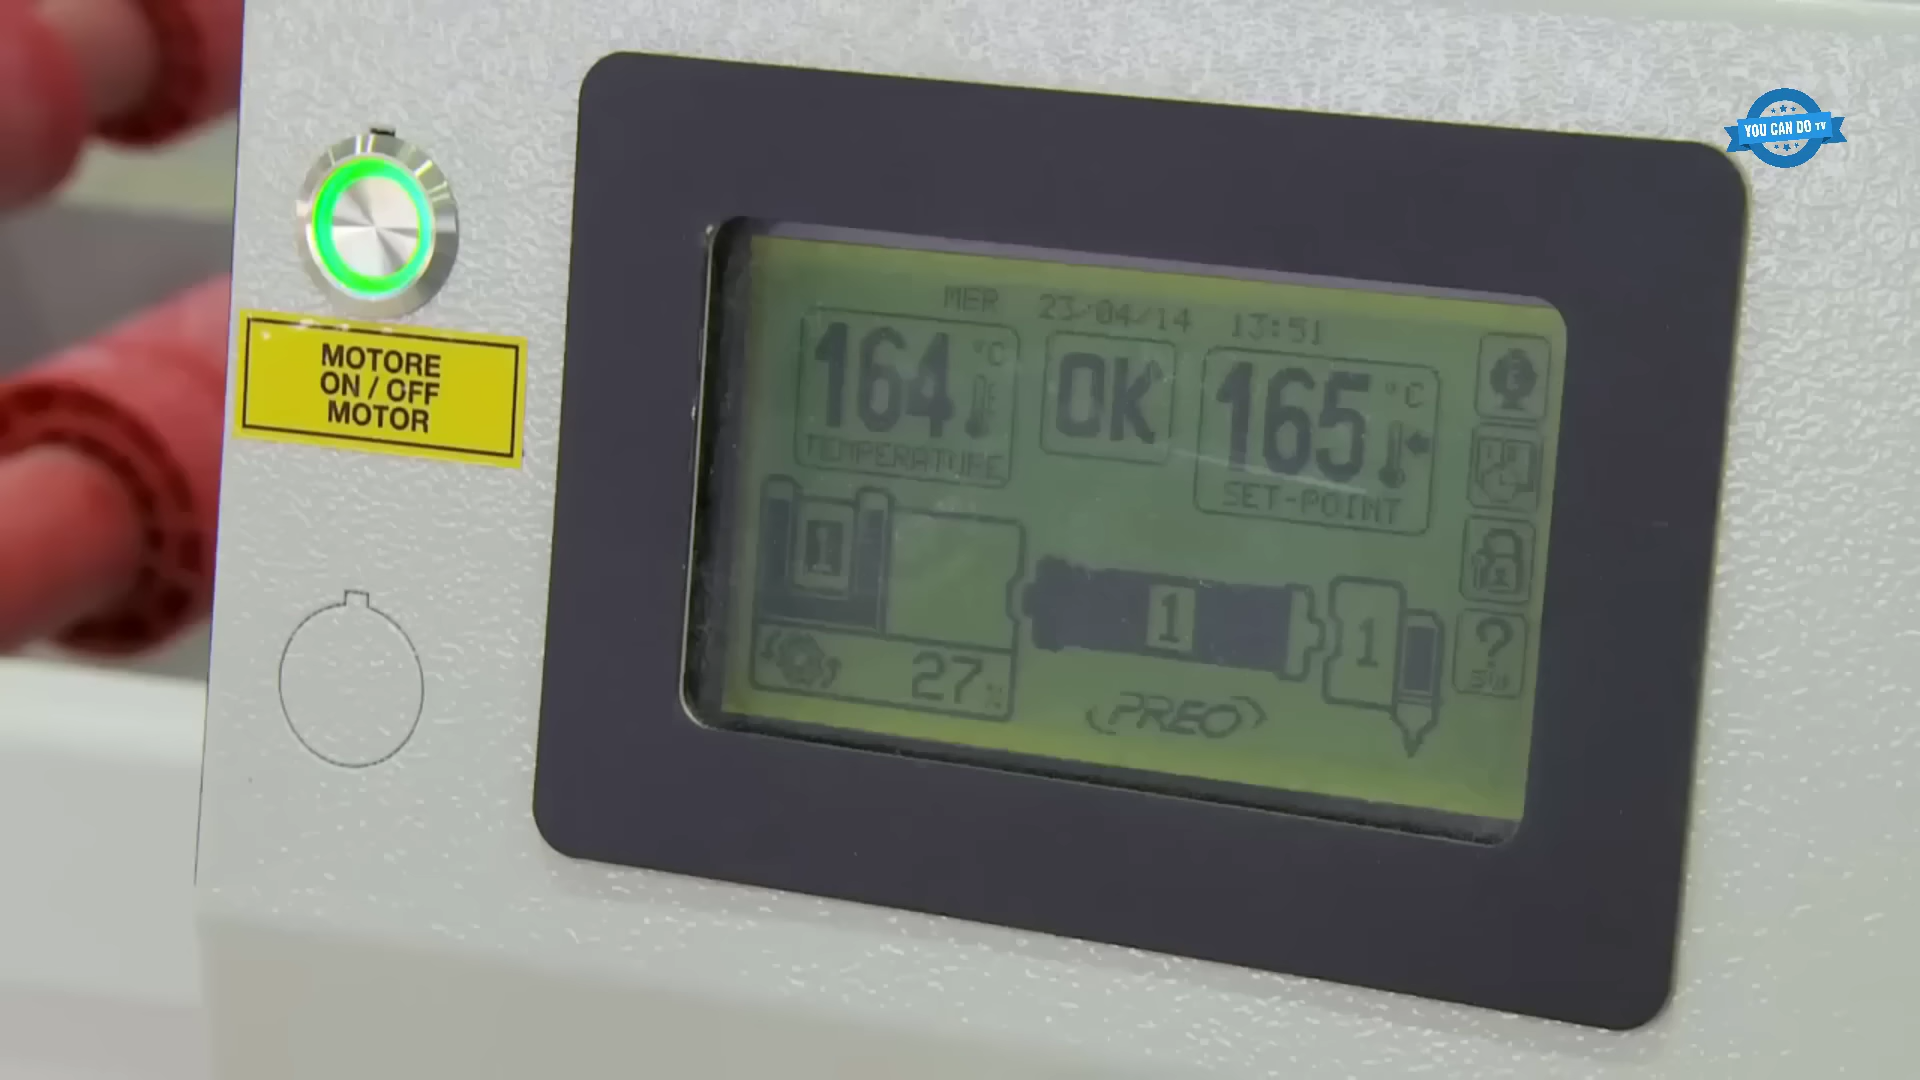 YOU CAN DO TV
MOTORE
ON / OFF
MOTOR
MER 23/04/14 13:51
164 °C
TEMPERATURE
OK
165 °C
SET-POINT
1
27 %
1
1
PREO
?